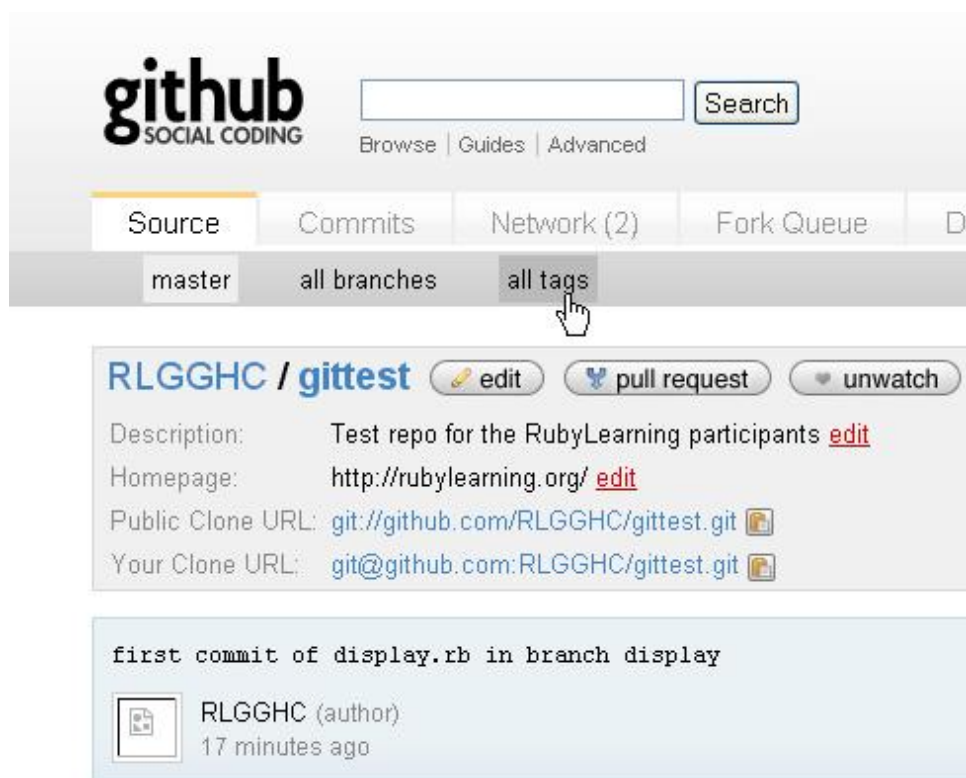 github
SOCIAL CODING
Search
Browse | Guides | Advanced
Source Commits Network (2) Fork Queue D
master all branches all tags
RLGGHC / gittest edit pull request unwatch
Description: Test repo for the RubyLearning participants edit
Homepage: http://rubylearning.org/ edit
Public Clone URL: git://github.com/RLGGHC/gittest.git
Your Clone URL: git@github.com:RLGGHC/gittest.git
first commit of display.rb in branch display
RLGGHC (author)
17 minutes ago